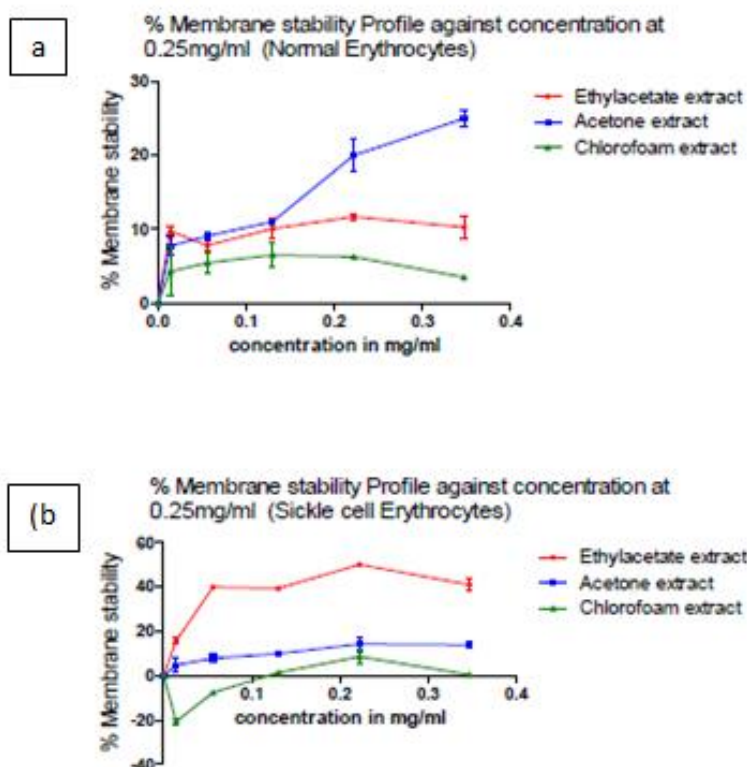 a
% Membrane stability Profile against concentration at
0.25mg/ml (Normal Erythrocytes)
% Membrane stability
30
20
10
0
0.0
0.1
0.2
0.3
0.4
concentration in mg/ml
Ethylacetate extract
Acetone extract
Chlorofoam extract
(b
% Membrane stability Profile against concentration at
0.25mg/ml (Sickle cell Erythrocytes)
% Membrane stability
60
40
20
0
-20
-40
0.1
0.2
0.3
0.4
concentration in mg/ml
Ethylacetate extract
Acetone extract
Chlorofoam extract